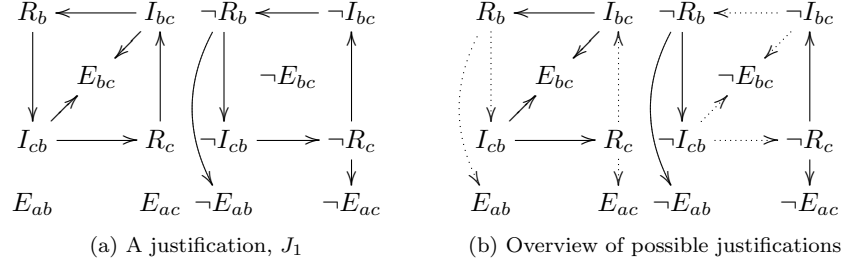 R_b I_bc ¬R_b ¬I_bc R_b I_bc ¬R_b ¬I_bc
E_bc ¬E_bc E_bc ¬E_bc
I_cb R_c ¬I_cb ¬R_c I_cb R_c ¬I_cb ¬R_c
E_ab E_ac ¬E_ab ¬E_ac E_ab E_ac ¬E_ab ¬E_ac
(a) A justification, J_1 (b) Overview of possible justifications